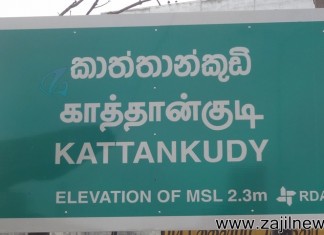 කාත්තාන්කුඩි
காத்தான்குடி
KATTANKUDY
ELEVATION OF MSL 2.3m RDA
www.zajilnew